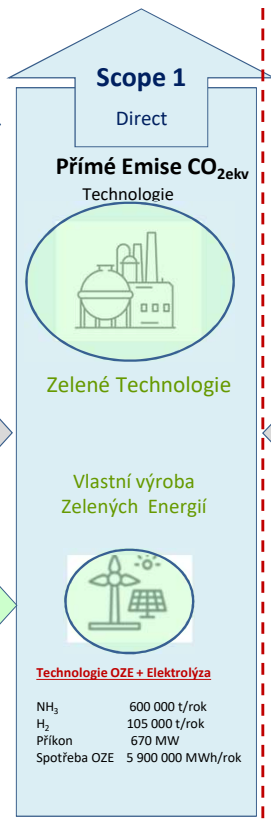 Scope 1
Direct
Přímé Emise CO₂ekv
Technologie
Zelené Technologie
Vlastní výroba
Zelených Energií
Technologie OZE + Elektrolýza
NH₃ 600 000 t/rok
H₂ 105 000 t/rok
Příkon 670 MW
Spotřeba OZE 5 900 000 MWh/rok